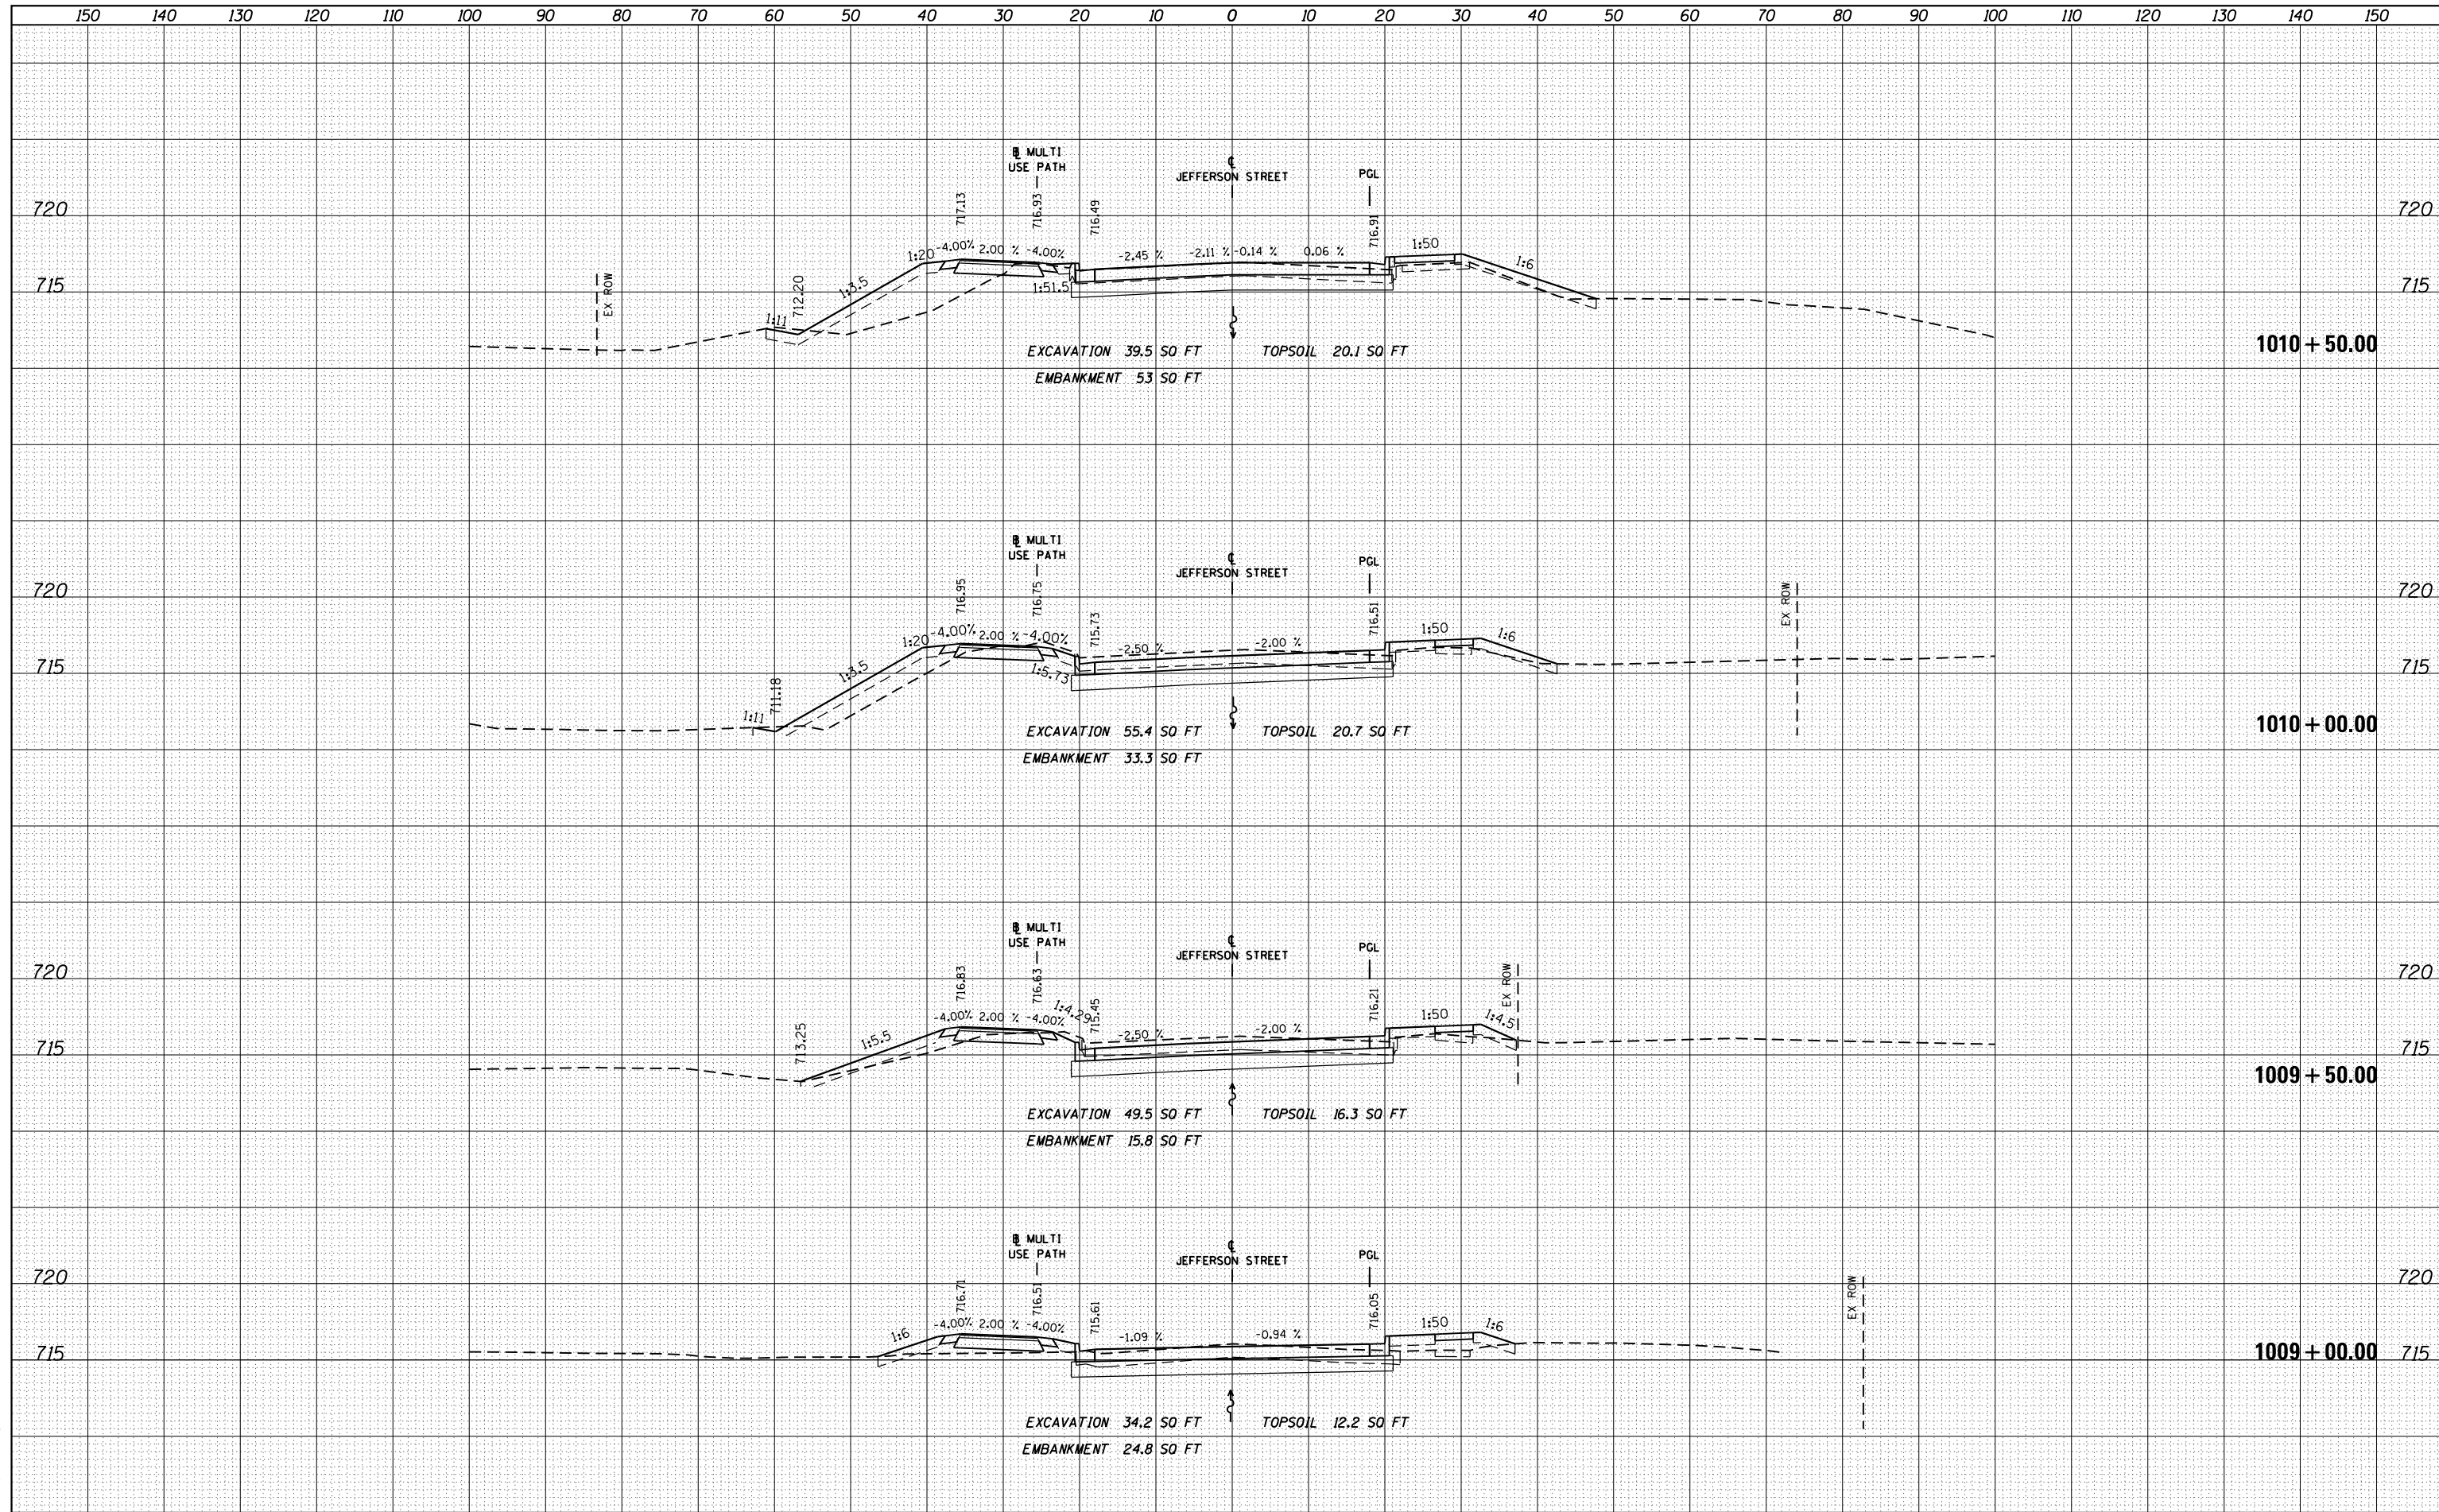 150 140 130 120 110 100 90 80 70 60 50 40 30 20 10 0 10 20 30 40 50 60 70 80 90 100 110 120 130 140 150
℄ MULTI
USE PATH
℄
JEFFERSON STREET
PGL
720 717.13 716.93 716.49 716.91 720
1:20 -4.00% 2.00 % -4.00% -2.45 % -2.11 % -0.14 % 0.06 % 1:50 1:6
715 EX ROW 712.20 1:3.5 1:51.5 715
1:11
EXCAVATION 39.5 SQ FT TOPSOIL 20.1 SQ FT 1010 + 50.00
EMBANKMENT 53 SQ FT
MULTI
USE PATH
℄
JEFFERSON STREET
PGL
720 716.95 716.75 715.73 716.51 EX ROW 720
1:20 -4.00% 2.00 % -4.00% -2.50 % -2.00 % 1:50 1:6
715 1:3.5 1:5.73 715
1:11 711.18
EXCAVATION 55.4 SQ FT TOPSOIL 20.7 SQ FT 1010 + 00.00
EMBANKMENT 33.3 SQ FT
MULTI
USE PATH
℄
JEFFERSON STREET
PGL
720 716.83 716.63 715.45 716.21 EX ROW 720
1:5.5 -4.00% 2.00 % -4.00% 1:4.29 -2.50 % -2.00 % 1:50 1:4.5
715 713.25 715
1009 + 50.00
EXCAVATION 49.5 SQ FT TOPSOIL 16.3 SQ FT
EMBANKMENT 15.8 SQ FT
MULTI
USE PATH
℄
JEFFERSON STREET
PGL
720 716.71 716.51 715.61 716.05 EX ROW 720
1:6 -4.00% 2.00 % -4.00% -1.09 % -0.94 % 1:50 1:6
715 1009 + 00.00 715
EXCAVATION 34.2 SQ FT TOPSOIL 12.2 SQ FT
EMBANKMENT 24.8 SQ FT